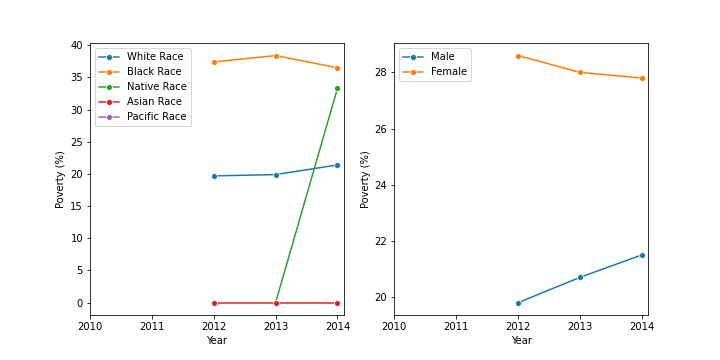 40
35
30
25
20
15
10
5
0
Poverty (%)
White Race
Black Race
Native Race
Asian Race
Pacific Race
2010 2011 2012 2013 2014
Year
28
26
24
22
20
Poverty (%)
Male
Female
2010 2011 2012 2013 2014
Year